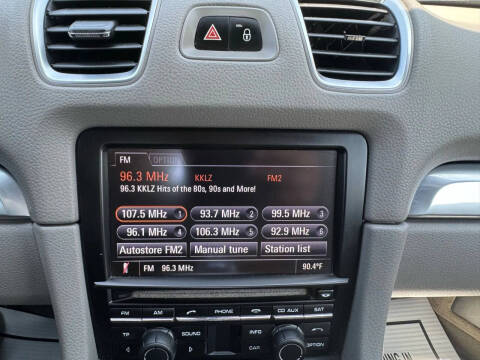 FM OPTION
96.3 MHz KKLZ FM2
96.3 KKLZ Hits of the 80s, 90s and More!
107.5 MHz 1 93.7 MHz 2 99.5 MHz 3
96.1 MHz 4 106.3 MHz 5 92.9 MHz 6
Autostore FM2 Manual tune Station list
FM 96.3 MHz 90.4°F
FM AM PHONE CD AUX SAT
TP SOUND INFO
CAR